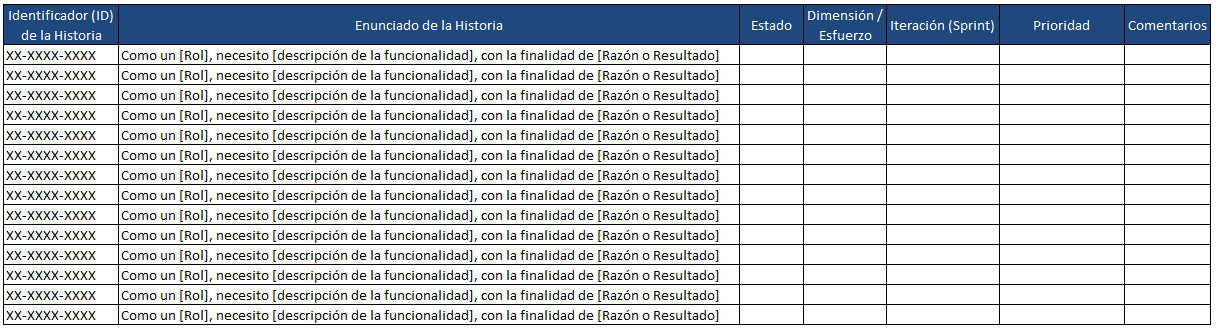 Identificador (ID) de la Historia Enunciado de la Historia Estado Dimensión / Esfuerzo Iteración (Sprint) Prioridad Comentarios
XX-XXXX-XXXX Como un [Rol], necesito [descripción de la funcionalidad], con la finalidad de [Razón o Resultado]
XX-XXXX-XXXX Como un [Rol], necesito [descripción de la funcionalidad], con la finalidad de [Razón o Resultado]
XX-XXXX-XXXX Como un [Rol], necesito [descripción de la funcionalidad], con la finalidad de [Razón o Resultado]
XX-XXXX-XXXX Como un [Rol], necesito [descripción de la funcionalidad], con la finalidad de [Razón o Resultado]
XX-XXXX-XXXX Como un [Rol], necesito [descripción de la funcionalidad], con la finalidad de [Razón o Resultado]
XX-XXXX-XXXX Como un [Rol], necesito [descripción de la funcionalidad], con la finalidad de [Razón o Resultado]
XX-XXXX-XXXX Como un [Rol], necesito [descripción de la funcionalidad], con la finalidad de [Razón o Resultado]
XX-XXXX-XXXX Como un [Rol], necesito [descripción de la funcionalidad], con la finalidad de [Razón o Resultado]
XX-XXXX-XXXX Como un [Rol], necesito [descripción de la funcionalidad], con la finalidad de [Razón o Resultado]
XX-XXXX-XXXX Como un [Rol], necesito [descripción de la funcionalidad], con la finalidad de [Razón o Resultado]
XX-XXXX-XXXX Como un [Rol], necesito [descripción de la funcionalidad], con la finalidad de [Razón o Resultado]
XX-XXXX-XXXX Como un [Rol], necesito [descripción de la funcionalidad], con la finalidad de [Razón o Resultado]
XX-XXXX-XXXX Como un [Rol], necesito [descripción de la funcionalidad], con la finalidad de [Razón o Resultado]
XX-XXXX-XXXX Como un [Rol], necesito [descripción de la funcionalidad], con la finalidad de [Razón o Resultado]